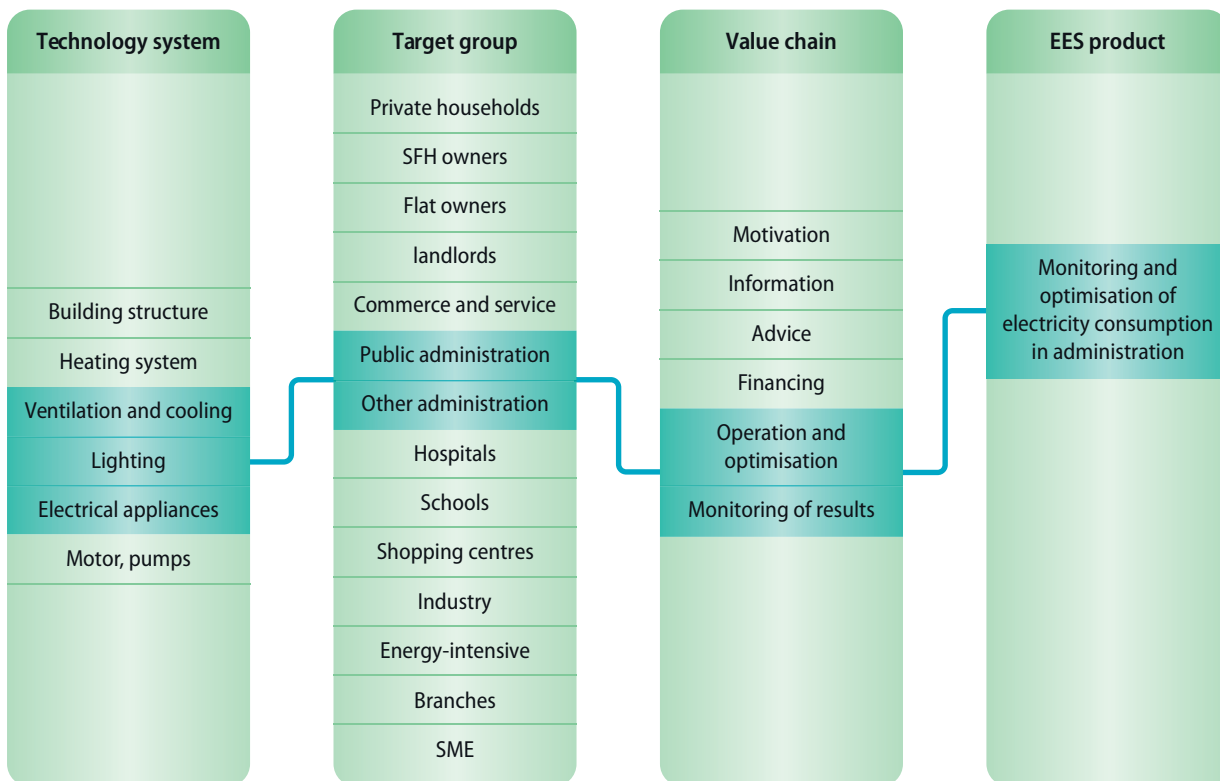 Technology system
Building structure
Heating system
Ventilation and cooling
Lighting
Electrical appliances
Motor, pumps
Target group
Private households
SFH owners
Flat owners
landlords
Commerce and service
Public administration
Other administration
Hospitals
Schools
Shopping centres
Industry
Energy-intensive
Branches
SME
Value chain
Motivation
Information
Advice
Financing
Operation and
optimisation
Monitoring of results
EES product
Monitoring and
optimisation of
electricity consumption
in administration